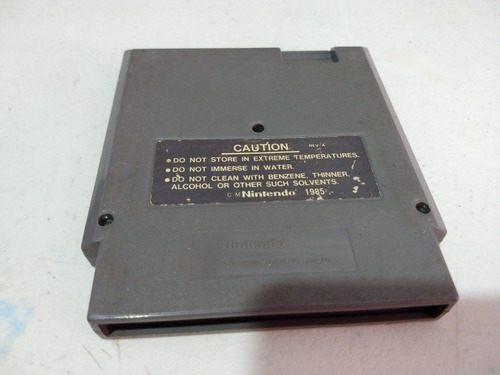 CAUTION
REV-A
•DO NOT STORE IN EXTREME TEMPERATURES.
•DO NOT IMMERSE IN WATER.
•DO NOT CLEAN WITH BENZENE, THINNER,
ALCOHOL OR OTHER SUCH SOLVENTS.
Nintendo 1985
Nintendo